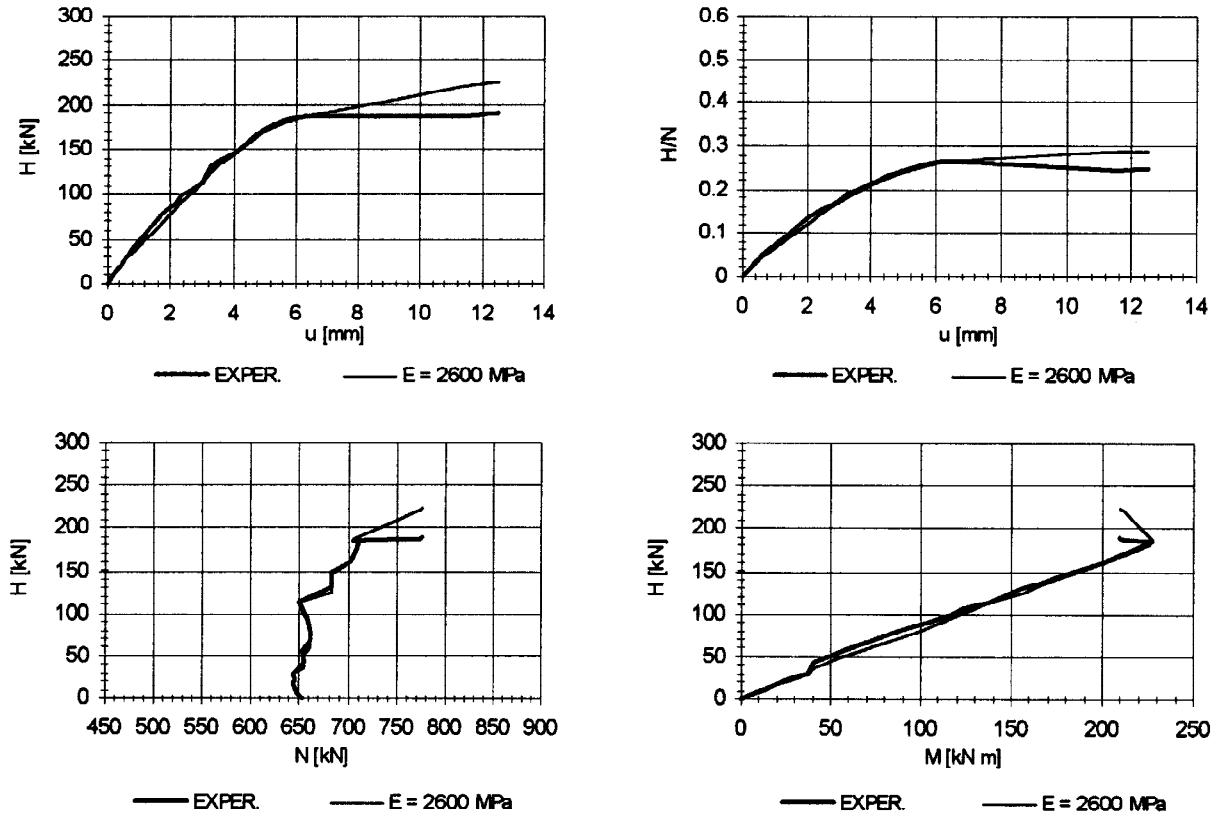 300
250
200
150
100
50
0
H [kN]
0 2 4 6 8 10 12 14
u [mm]
EXPER. E = 2600 MPa
0.6
0.5
0.4
0.3
0.2
0.1
0
H/N
0 2 4 6 8 10 12 14
u [mm]
EXPER. E = 2600 MPa
300
250
200
150
100
50
0
H [kN]
450 500 550 600 650 700 750 800 850 900
N [kN]
EXPER. E = 2600 MPa
300
250
200
150
100
50
0
H [kN]
0 50 100 150 200 250
M [kN m]
EXPER. E = 2600 MPa